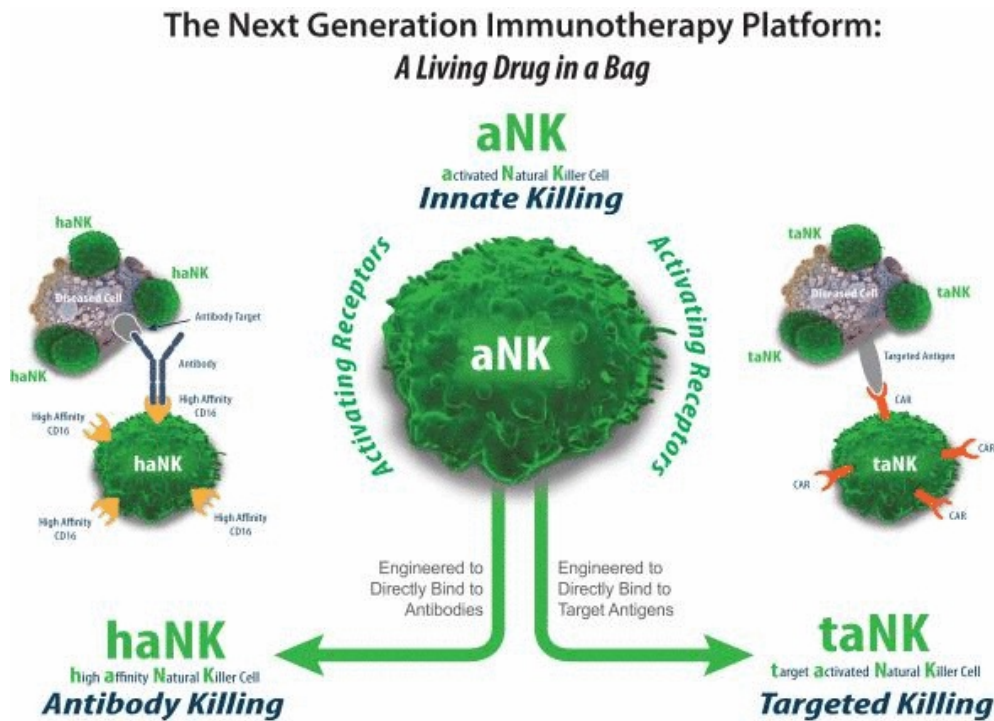 The Next Generation Immunotherapy Platform:
A Living Drug in a Bag
aNK
activated Natural Killer Cell
Innate Killing
Activating Receptors
aNK
Activating Receptors
haNK
haNK
Diseased Cell
Antibody Target
Antibody
haNK
High Affinity
CD16
High Affinity
CD16
haNK
High Affinity
CD16
High Affinity
CD16
taNK
Diseased Cell
taNK
taNK
Targeted Antigen
CAR
CAR
taNK
CAR
CAR
Engineered to
Directly Bind to
Antibodies
Engineered to
Directly Bind to
Target Antigens
haNK
high affinity Natural Killer Cell
Antibody Killing
taNK
target activated Natural Killer Cell
Targeted Killing